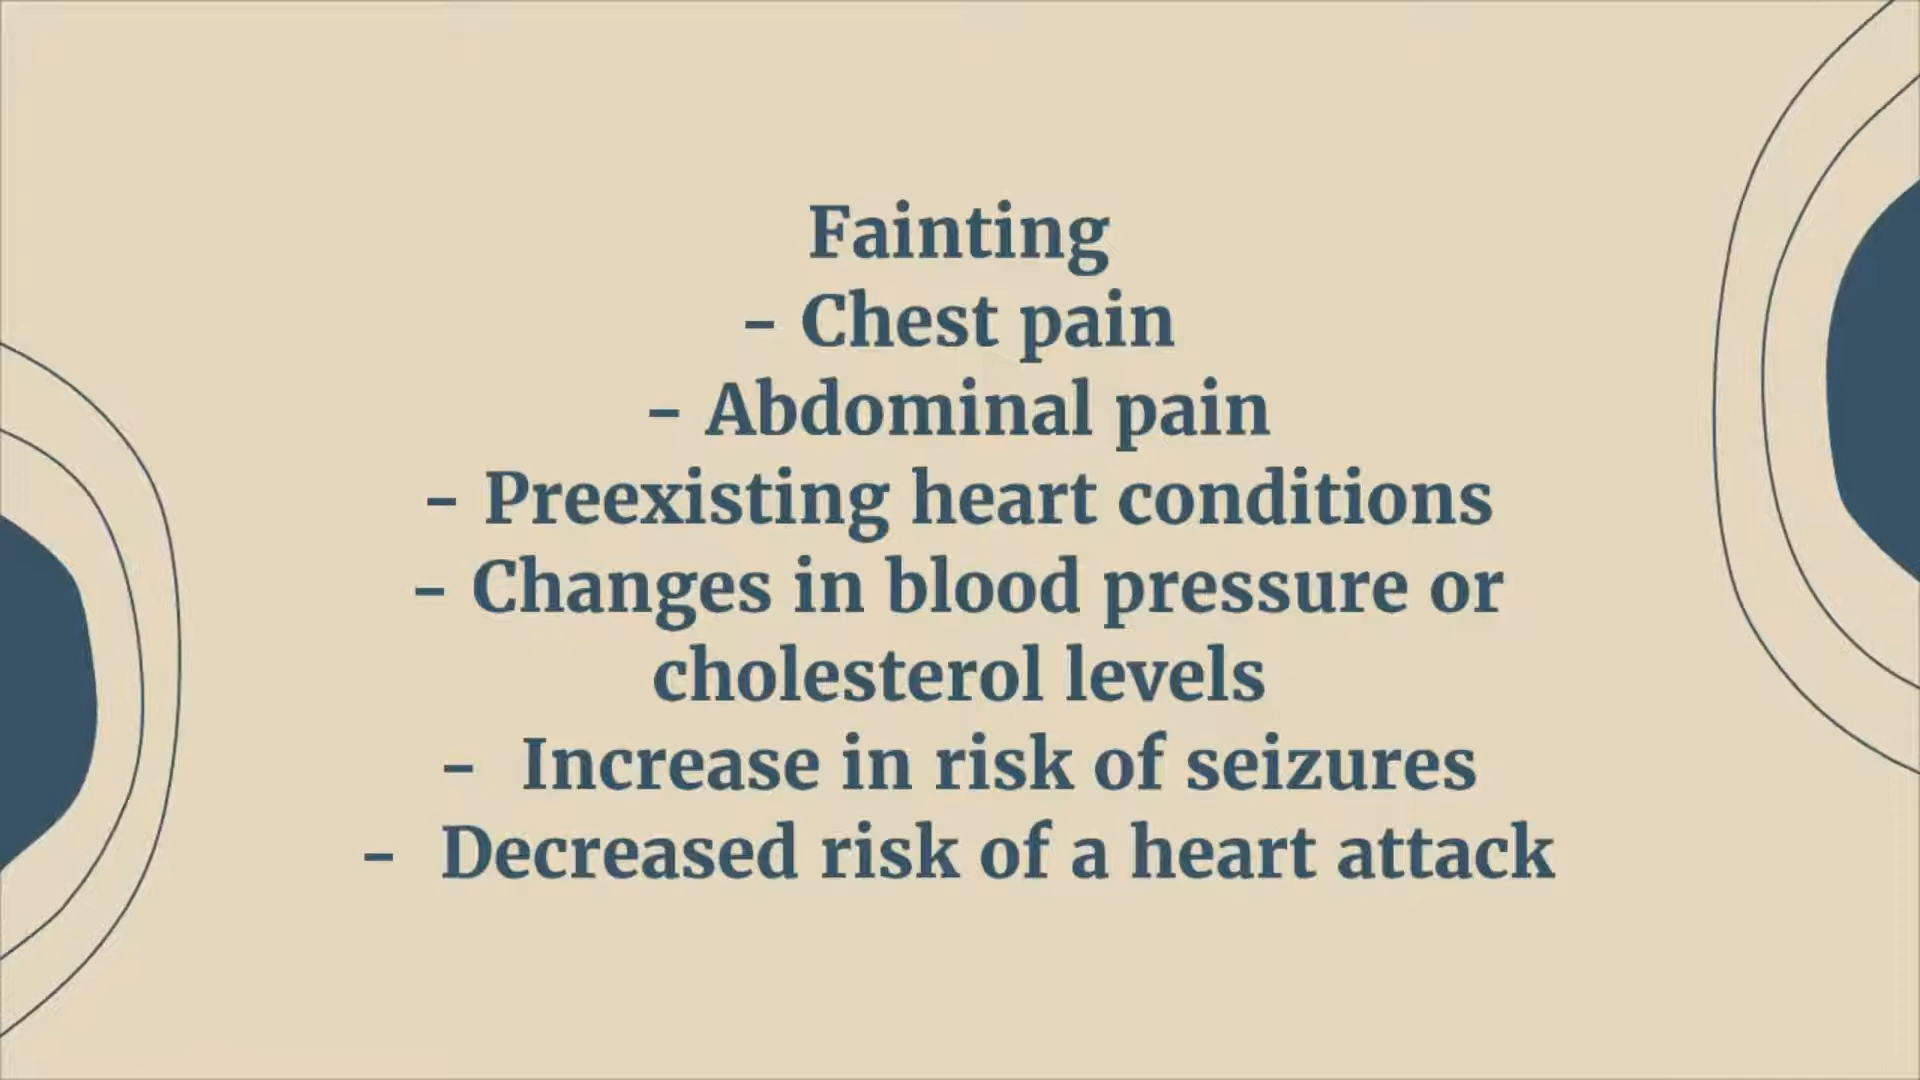 Fainting
- Chest pain
- Abdominal pain
- Preexisting heart conditions
- Changes in blood pressure or
cholesterol levels
- Increase in risk of seizures
- Decreased risk of a heart attack